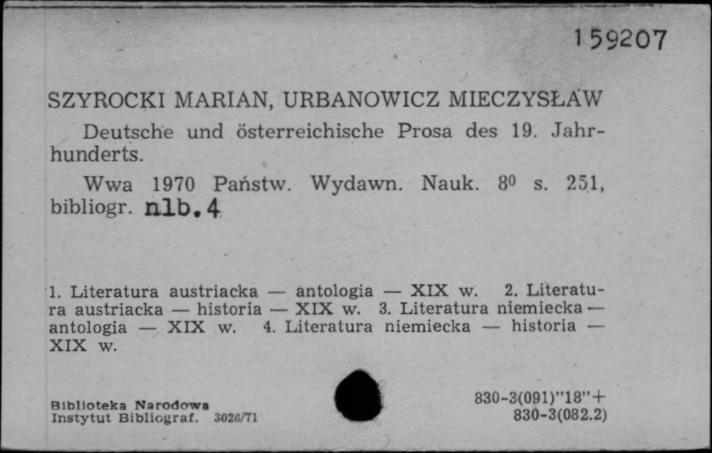 159207
SZYROCKI MARIAN, URBANOWICZ MIECZYSŁAW
Deutsche und österreichische Prosa des 19. Jahr-
hunderts.
Wwa 1970 Państw. Wydawn. Nauk. 8⁰ s. 251,
bibliogr. nlb. 4
1. Literatura austriacka — antologia — XIX w. 2. Literatu-
ra austriacka — historia — XIX w. 3. Literatura niemiecka —
antologia — XIX w. 4. Literatura niemiecka — historia —
XIX w.
Biblioteka Narodowa
Instytut Bibliograf. 3026/71
830-3(091)"18"+
830-3(082.2)